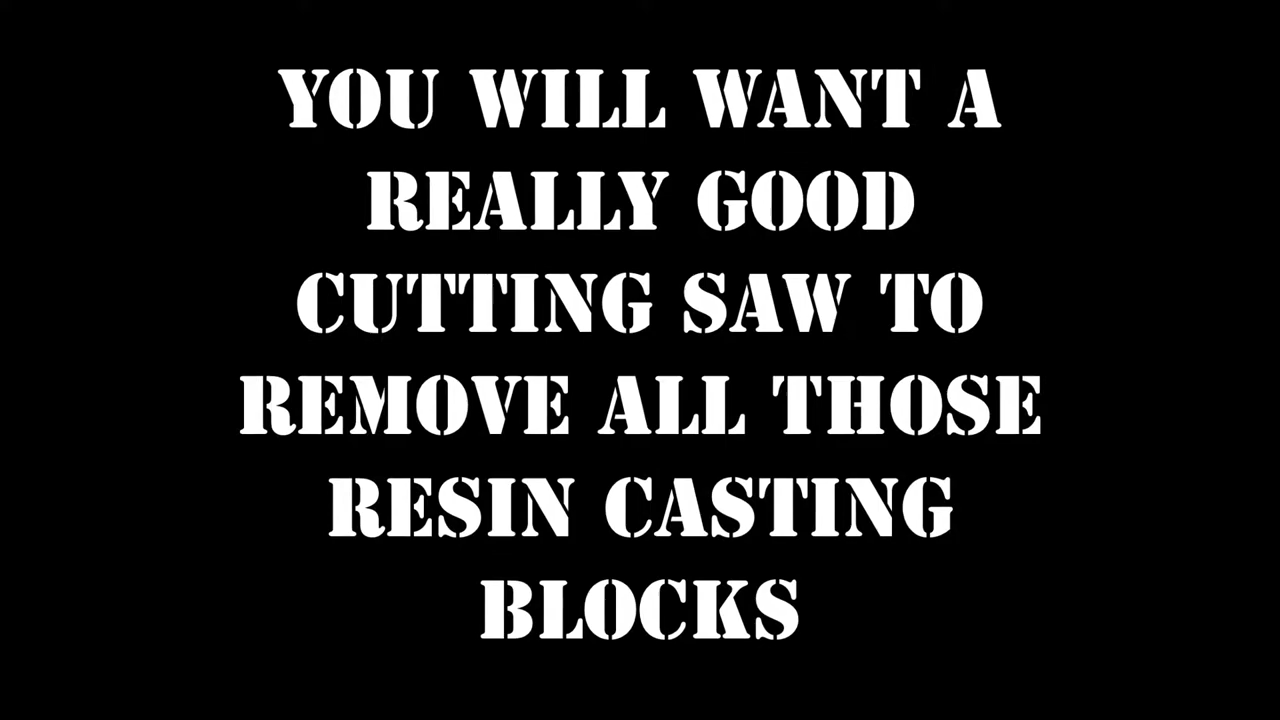 YOU WILL WANT A
REALLY GOOD
CUTTING SAW TO
REMOVE ALL THOSE
RESIN CASTING
BLOCKS